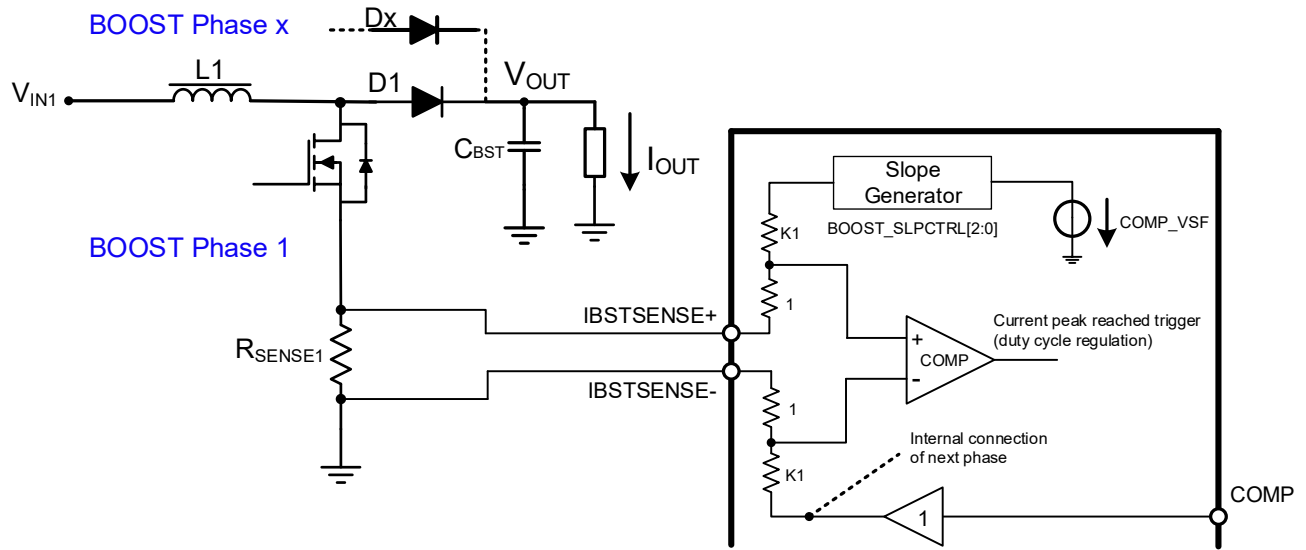 BOOST Phase x
Dx
L1
D1
VOUT
VIN1
CBST
IOUT
Slope
Generator
K1
BOOST_SLPCTRL[2:0]
COMP_VSF
BOOST Phase 1
1
IBSTSENSE+
Current peak reached trigger
(duty cycle regulation)
+
COMP
-
RSENSE1
IBSTSENSE-
1
Internal connection
of next phase
K1
COMP
1